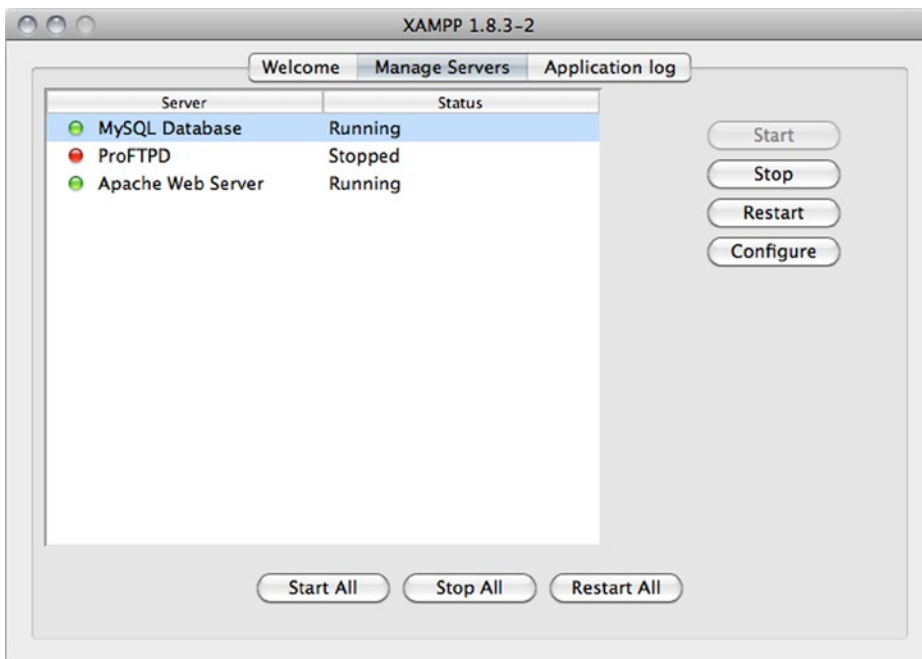 XAMPP 1.8.3-2
Welcome Manage Servers Application log
Server Status
MySQL Database Running
ProFTPD Stopped
Apache Web Server Running
Start
Stop
Restart
Configure
Start All Stop All Restart All